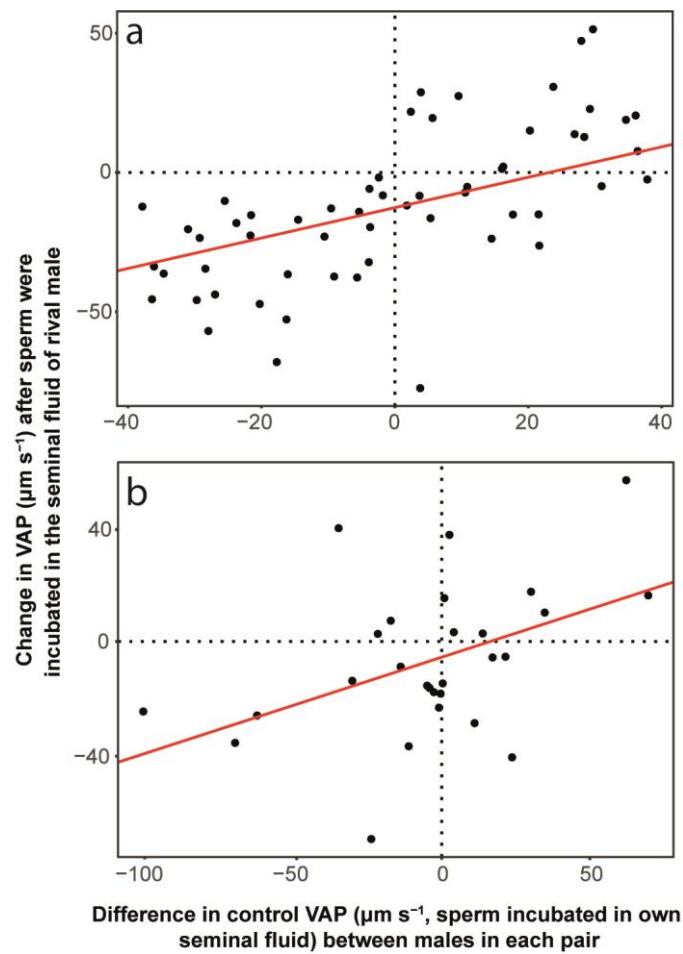 a
50
0
−50
−40
−20
0
20
40
Change in VAP (µm s⁻¹) after sperm were
incubated in the seminal fluid of rival male
b
40
0
−40
−100
−50
0
50
Difference in control VAP (µm s⁻¹, sperm incubated in own
seminal fluid) between males in each pair